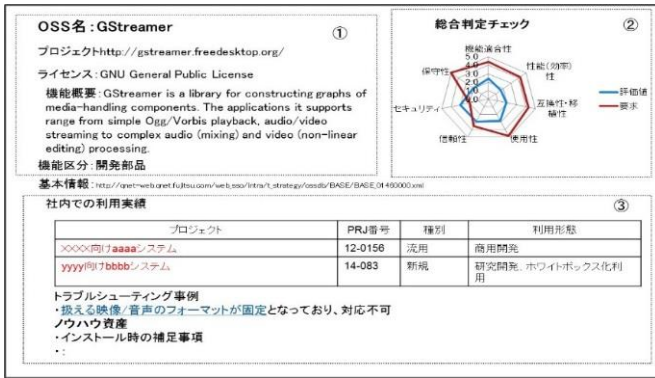 OSS名：GStreamer
①
プロジェクトhttp://gstreamer.freedesktop.org/
ライセンス：GNU General Public License
機能概要：GStreamer is a library for constructing graphs of
media-handling components. The applications it supports
range from simple Ogg/Vorbis playback, audio/video
streaming to complex audio (mixing) and video (non-linear
editing) processing.
機能区分：開発部品
総合判定チェック
②
機能適合性
性能(効率)
性
互換性・移
植性
使用性
信頼性
セキュリティ
保守性
5.0
4.0
3.0
2.0
1.0
0.0
評価値
要求
基本情報：
社内での利用実績
③
プロジェクト PRJ番号 種別 利用形態
XXXX向けaaaaシステム 12-0156 流用 商用開発
yyyy向けbbbbシステム 14-083 新規 研究開発、ホワイトボックス化利
用
トラブルシューティング事例
・扱える映像/音声のフォーマットが固定となっており、対応不可
ノウハウ資産
・インストール時の補足事項
・：